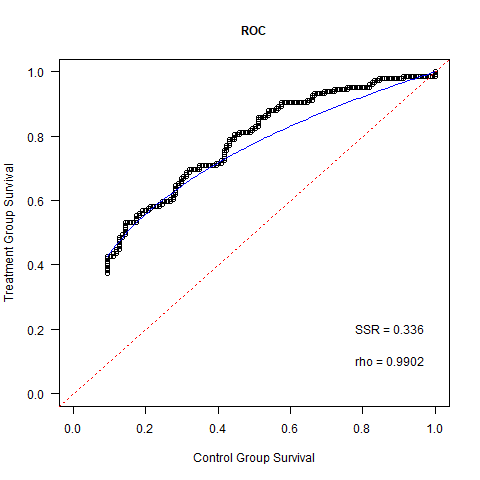 ROC
Treatment Group Survival
1.0
0.8
0.6
0.4
0.2
0.0
SSR = 0.336
rho = 0.9902
0.0 0.2 0.4 0.6 0.8 1.0
Control Group Survival